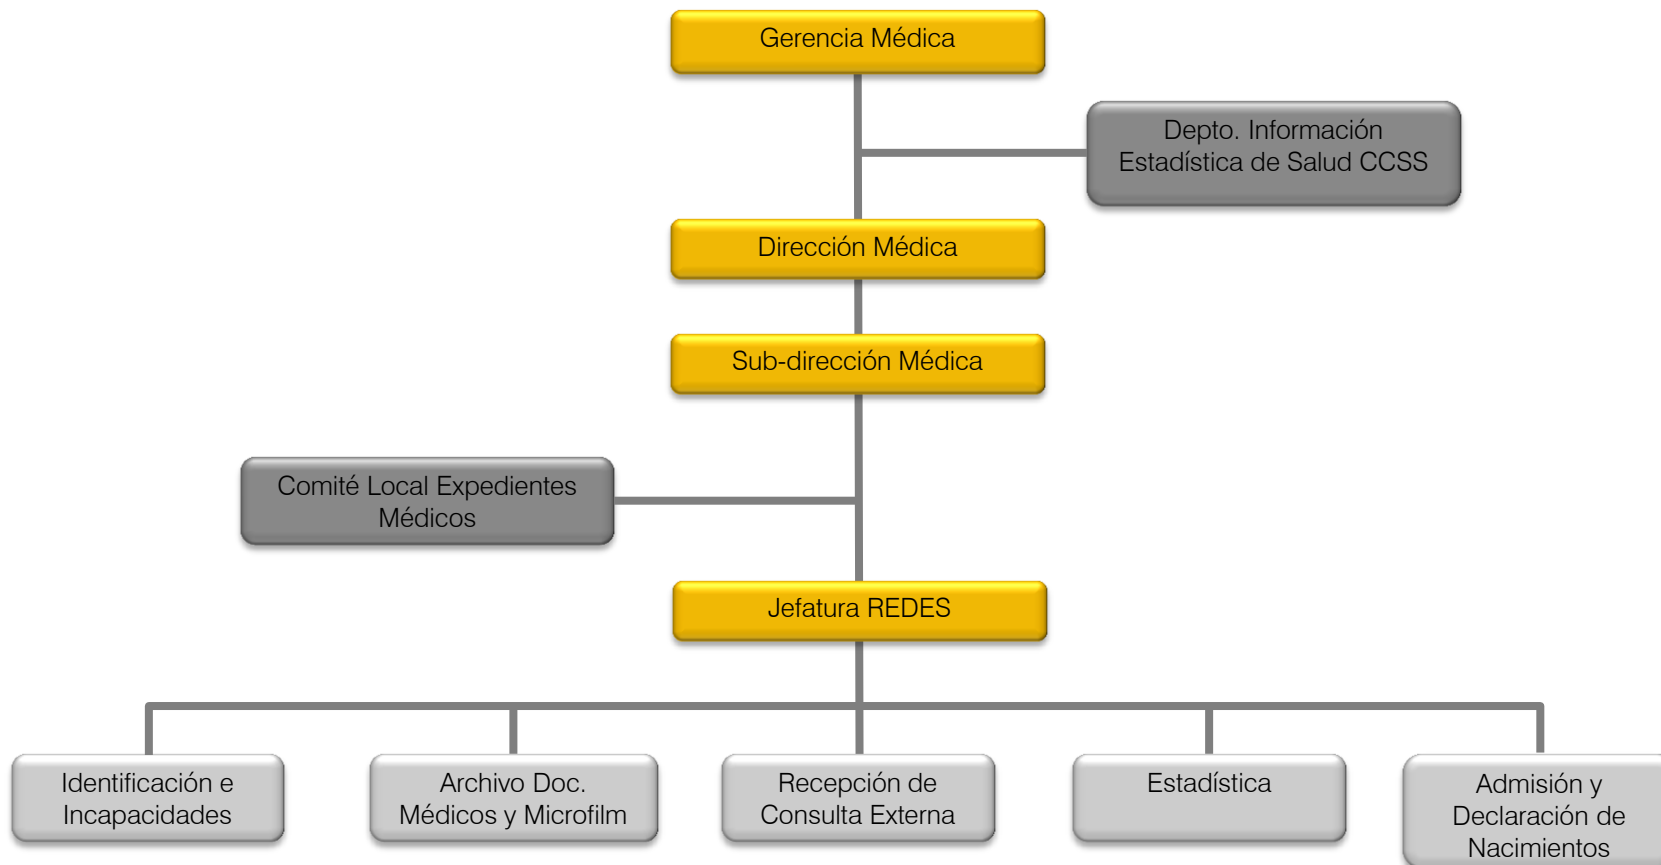 Gerencia Médica
Depto. Información
Estadística de Salud CCSS
Dirección Médica
Sub-dirección Médica
Comité Local Expedientes
Médicos
Jefatura REDES
Identificación e
Incapacidades
Archivo Doc.
Médicos y Microfilm
Recepción de
Consulta Externa
Estadística
Admisión y
Declaración de
Nacimientos